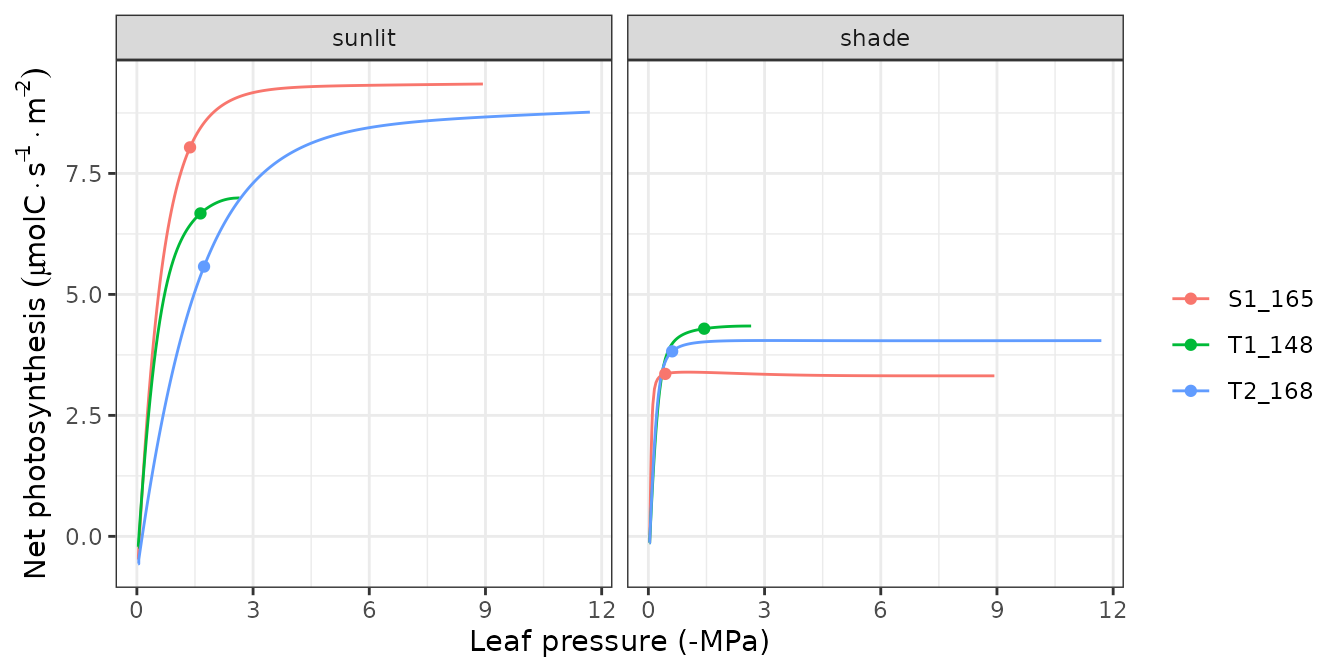 sunlit
shade
Net photosynthesis (μmolC · s⁻¹ · m⁻²)
7.5
5.0
2.5
0.0
0 3 6 9 12
0 3 6 9 12
Leaf pressure (-MPa)
S1_165
T1_148
T2_168